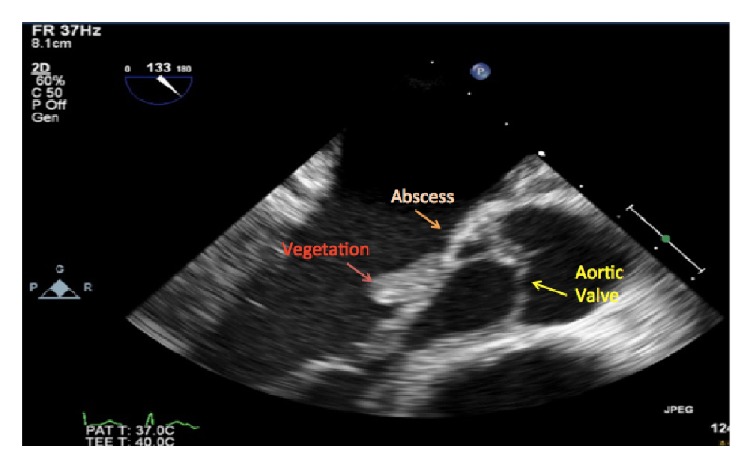 FR 37Hz
8.1cm
2D
60%
C 50
P Off
Gen
0 133 180
P
Abscess
Vegetation
Aortic
Valve
G
P R
JPEG
PAT T: 37.0C
TEE T: 40.0C